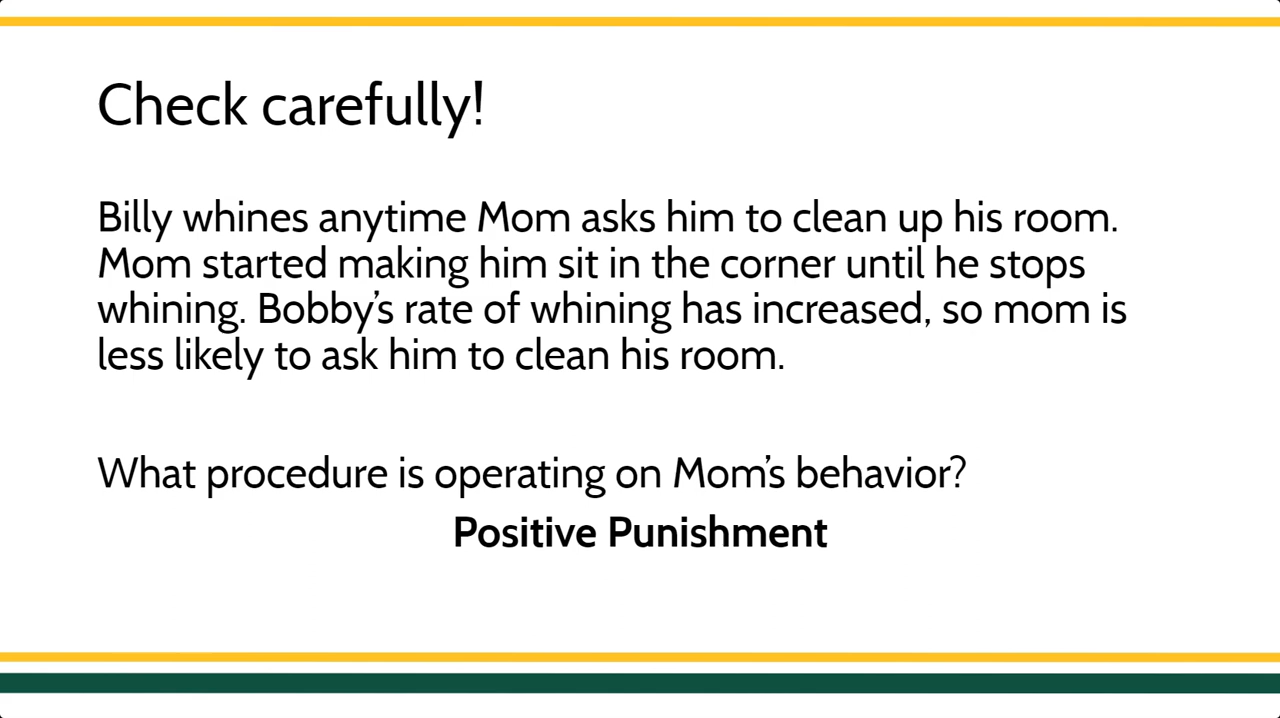 Check carefully!
Billy whines anytime Mom asks him to clean up his room.
Mom started making him sit in the corner until he stops
whining. Bobby’s rate of whining has increased, so mom is
less likely to ask him to clean his room.
What procedure is operating on Mom’s behavior?
Positive Punishment